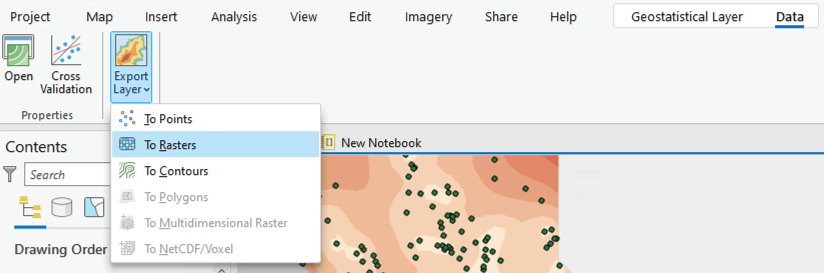 Project Map Insert Analysis View Edit Imagery Share Help Geostatistical Layer Data
Open Cross Validation Export Layer
Properties
To Points
To Rasters
To Contours
To Polygons
To Multidimensional Raster
To NetCDF/Voxel
New Notebook
Contents
Search
Drawing Order